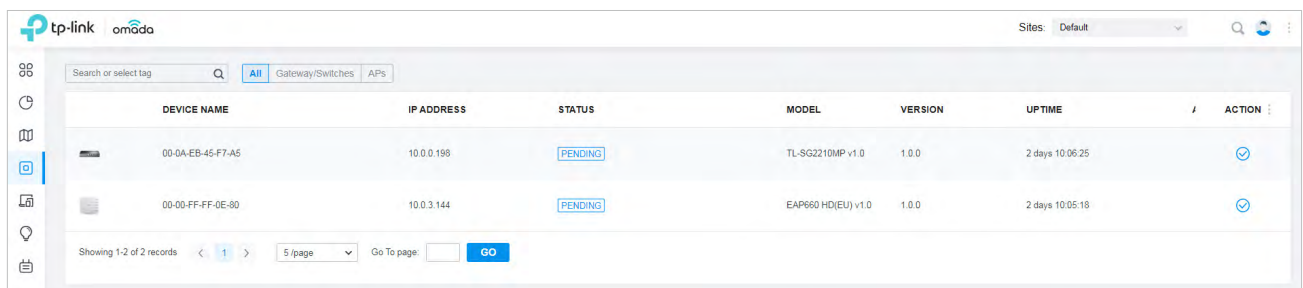 tp-link omada Sites: Default
Search or select tag All Gateway/Switches APs
DEVICE NAME IP ADDRESS STATUS MODEL VERSION UPTIME ACTION
00-0A-EB-45-F7-A5 10.0.0.198 PENDING TL-SG2210MP v1.0 1.0.0 2 days 10:06:25
00-00-FF-FF-0E-80 10.0.3.144 PENDING EAP660 HD(EU) v1.0 1.0.0 2 days 10:05:18
Showing 1-2 of 2 records < 1 > 5 /page Go To page: GO